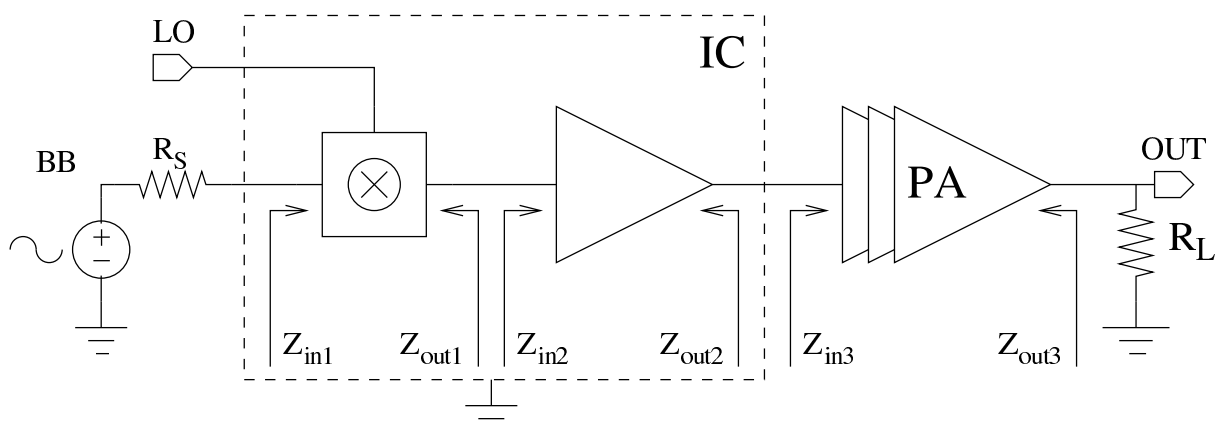 LO
IC
BB
R_S
PA
OUT
R_L
Z_in1
Z_out1
Z_in2
Z_out2
Z_in3
Z_out3